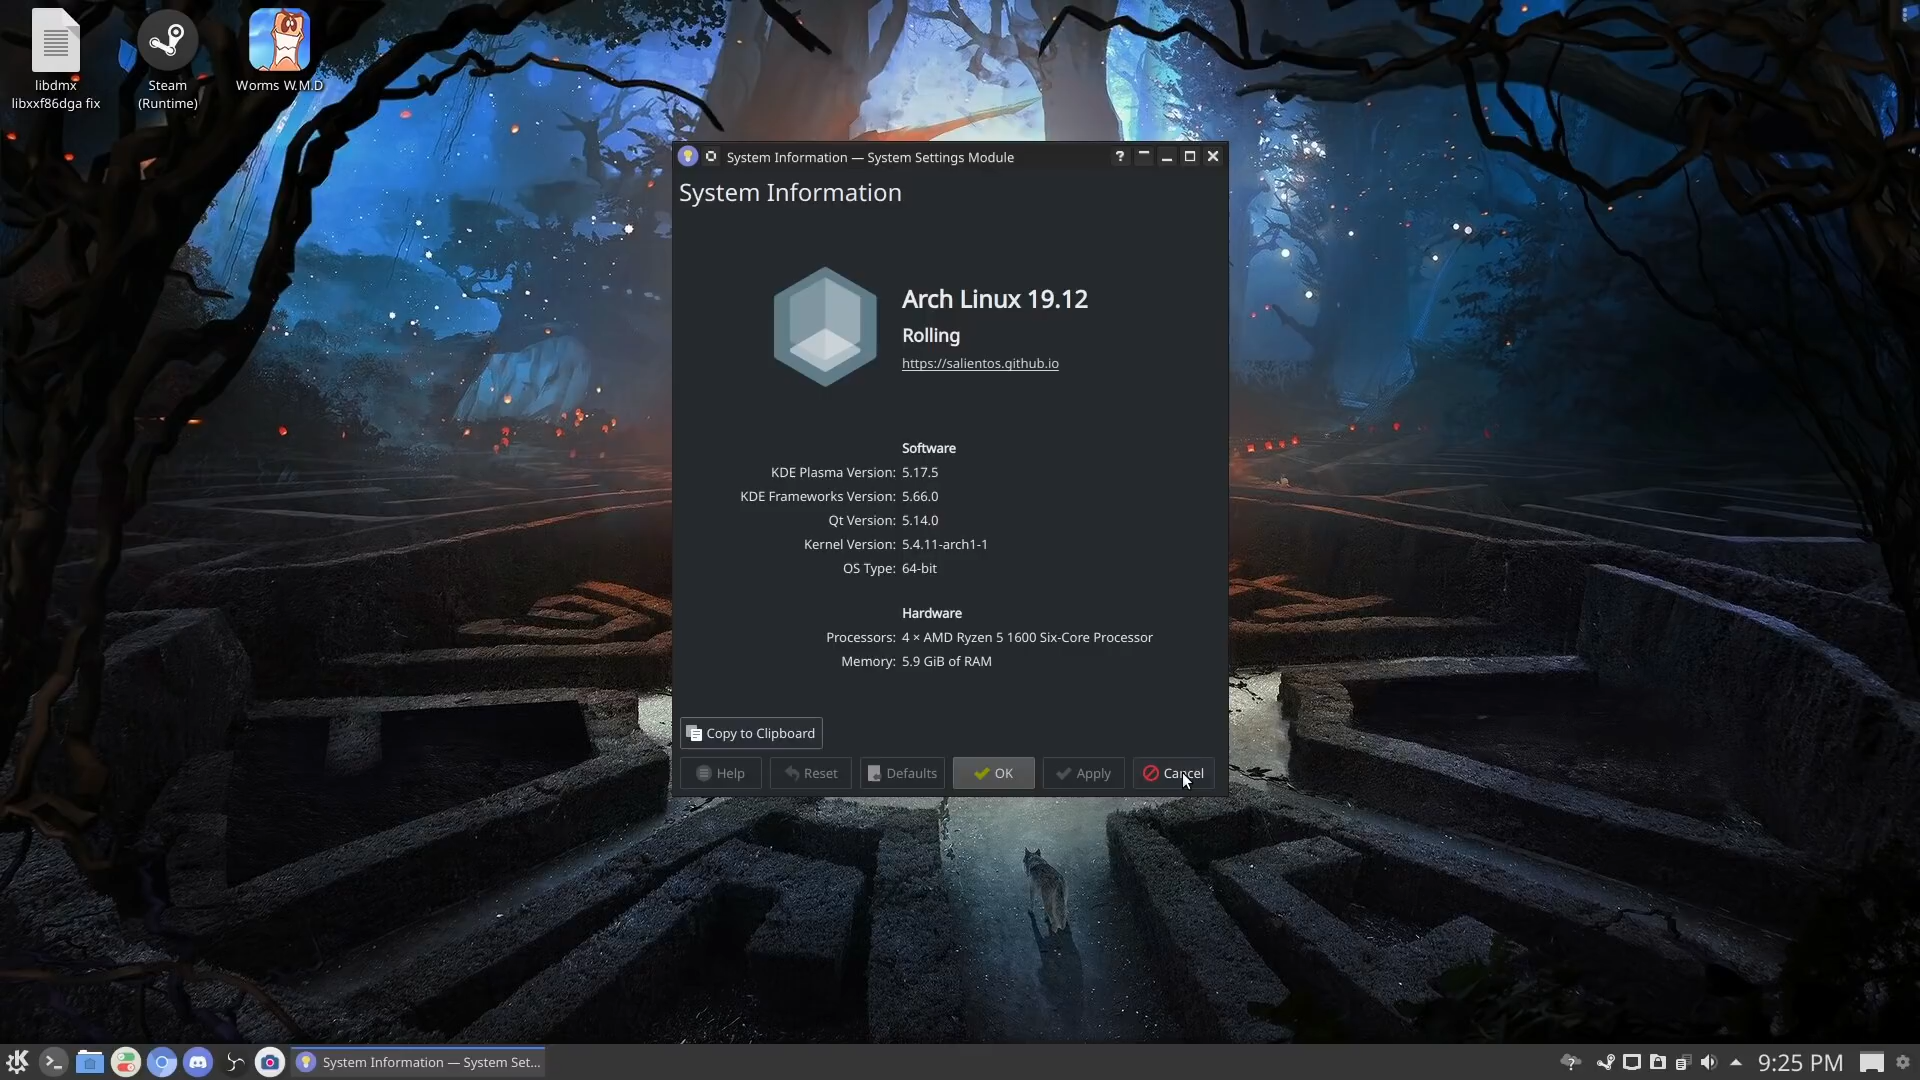 libdmx
libxxf86dga fix
Steam
(Runtime)
Worms W.M.D
System Information — System Settings Module
System Information
Arch Linux 19.12
Rolling
https://salientos.github.io
Software
KDE Plasma Version: 5.17.5
KDE Frameworks Version: 5.66.0
Qt Version: 5.14.0
Kernel Version: 5.4.11-arch1-1
OS Type: 64-bit
Hardware
Processors: 4 × AMD Ryzen 5 1600 Six-Core Processor
Memory: 5.9 GiB of RAM
Copy to Clipboard
Help Reset Defaults OK Apply Cancel
System Information — System Set...
9:25 PM